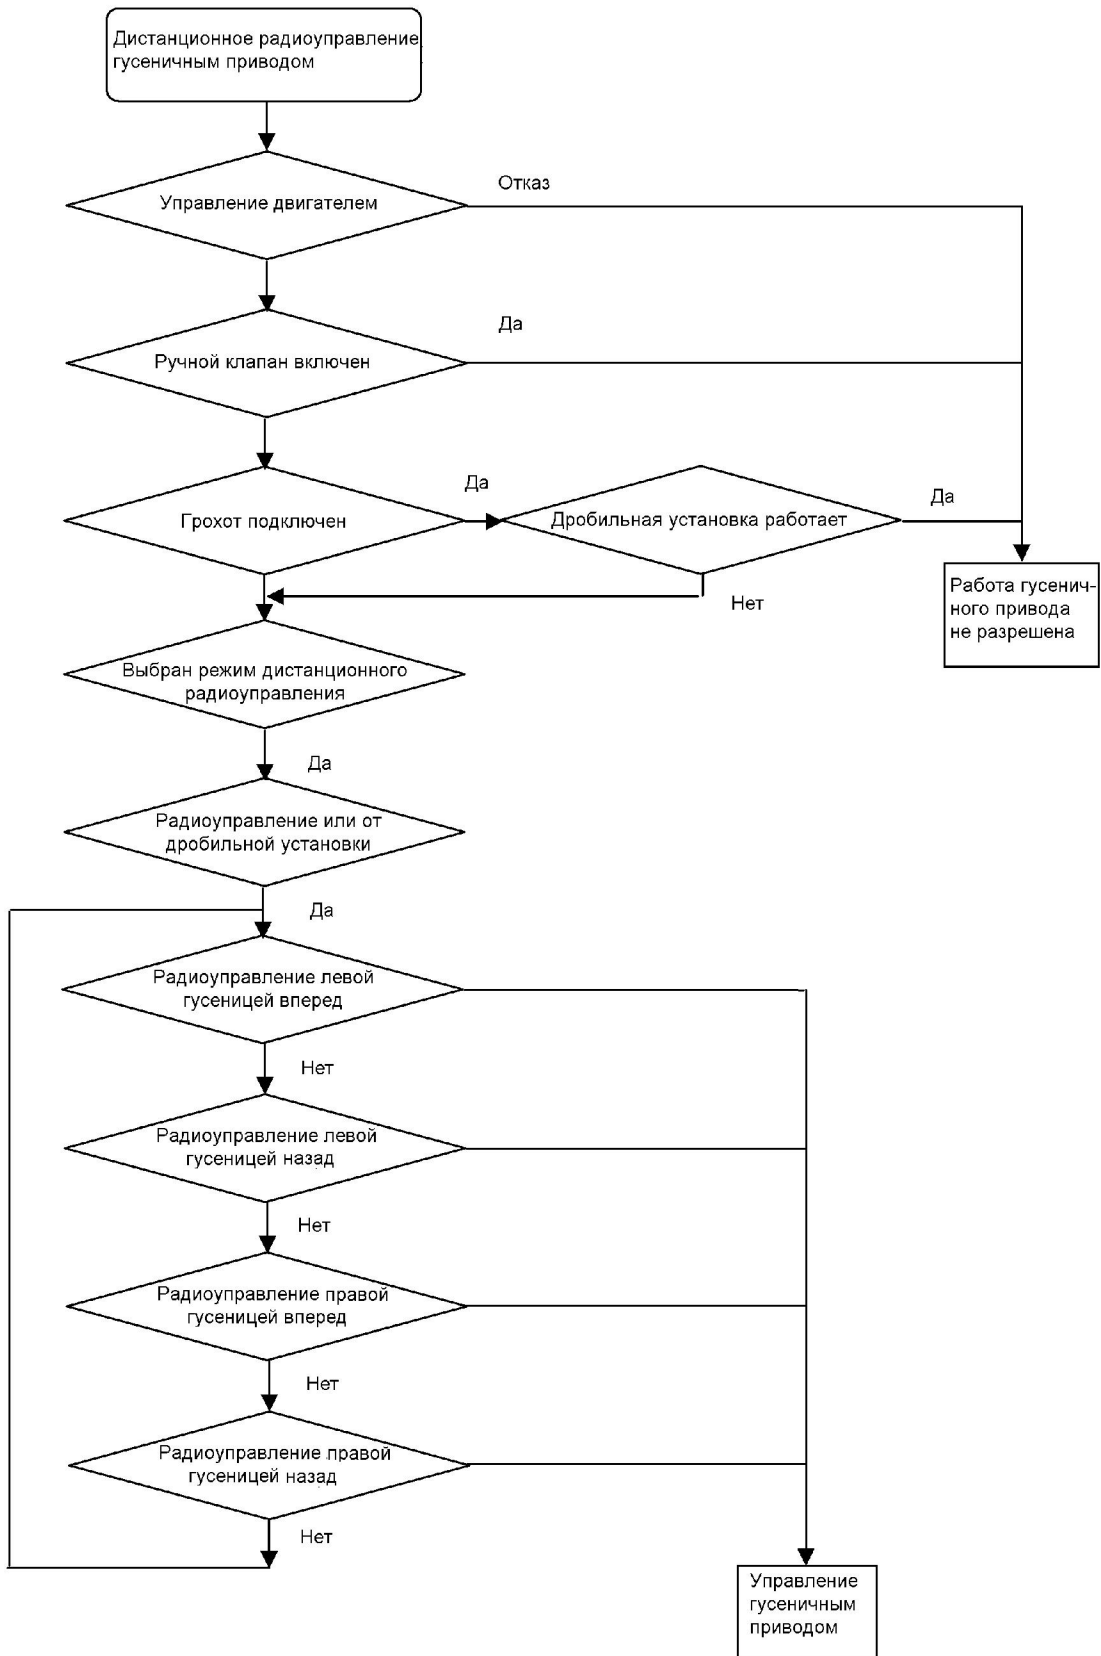 Дистанционное радиоуправление
гусеничным приводом
Отказ
Управление двигателем
Да
Ручной клапан включен
Да
Да
Грохот подключен
Дробильная установка работает
Нет
Работа гусенич-
ного привода
не разрешена
Выбран режим дистанционного
радиоуправления
Да
Радиоуправление или от
дробильной установки
Да
Радиоуправление левой
гусеницей вперед
Нет
Радиоуправление левой
гусеницей назад
Нет
Радиоуправление правой
гусеницей вперед
Нет
Радиоуправление правой
гусеницей назад
Нет
Управление
гусеничным
приводом